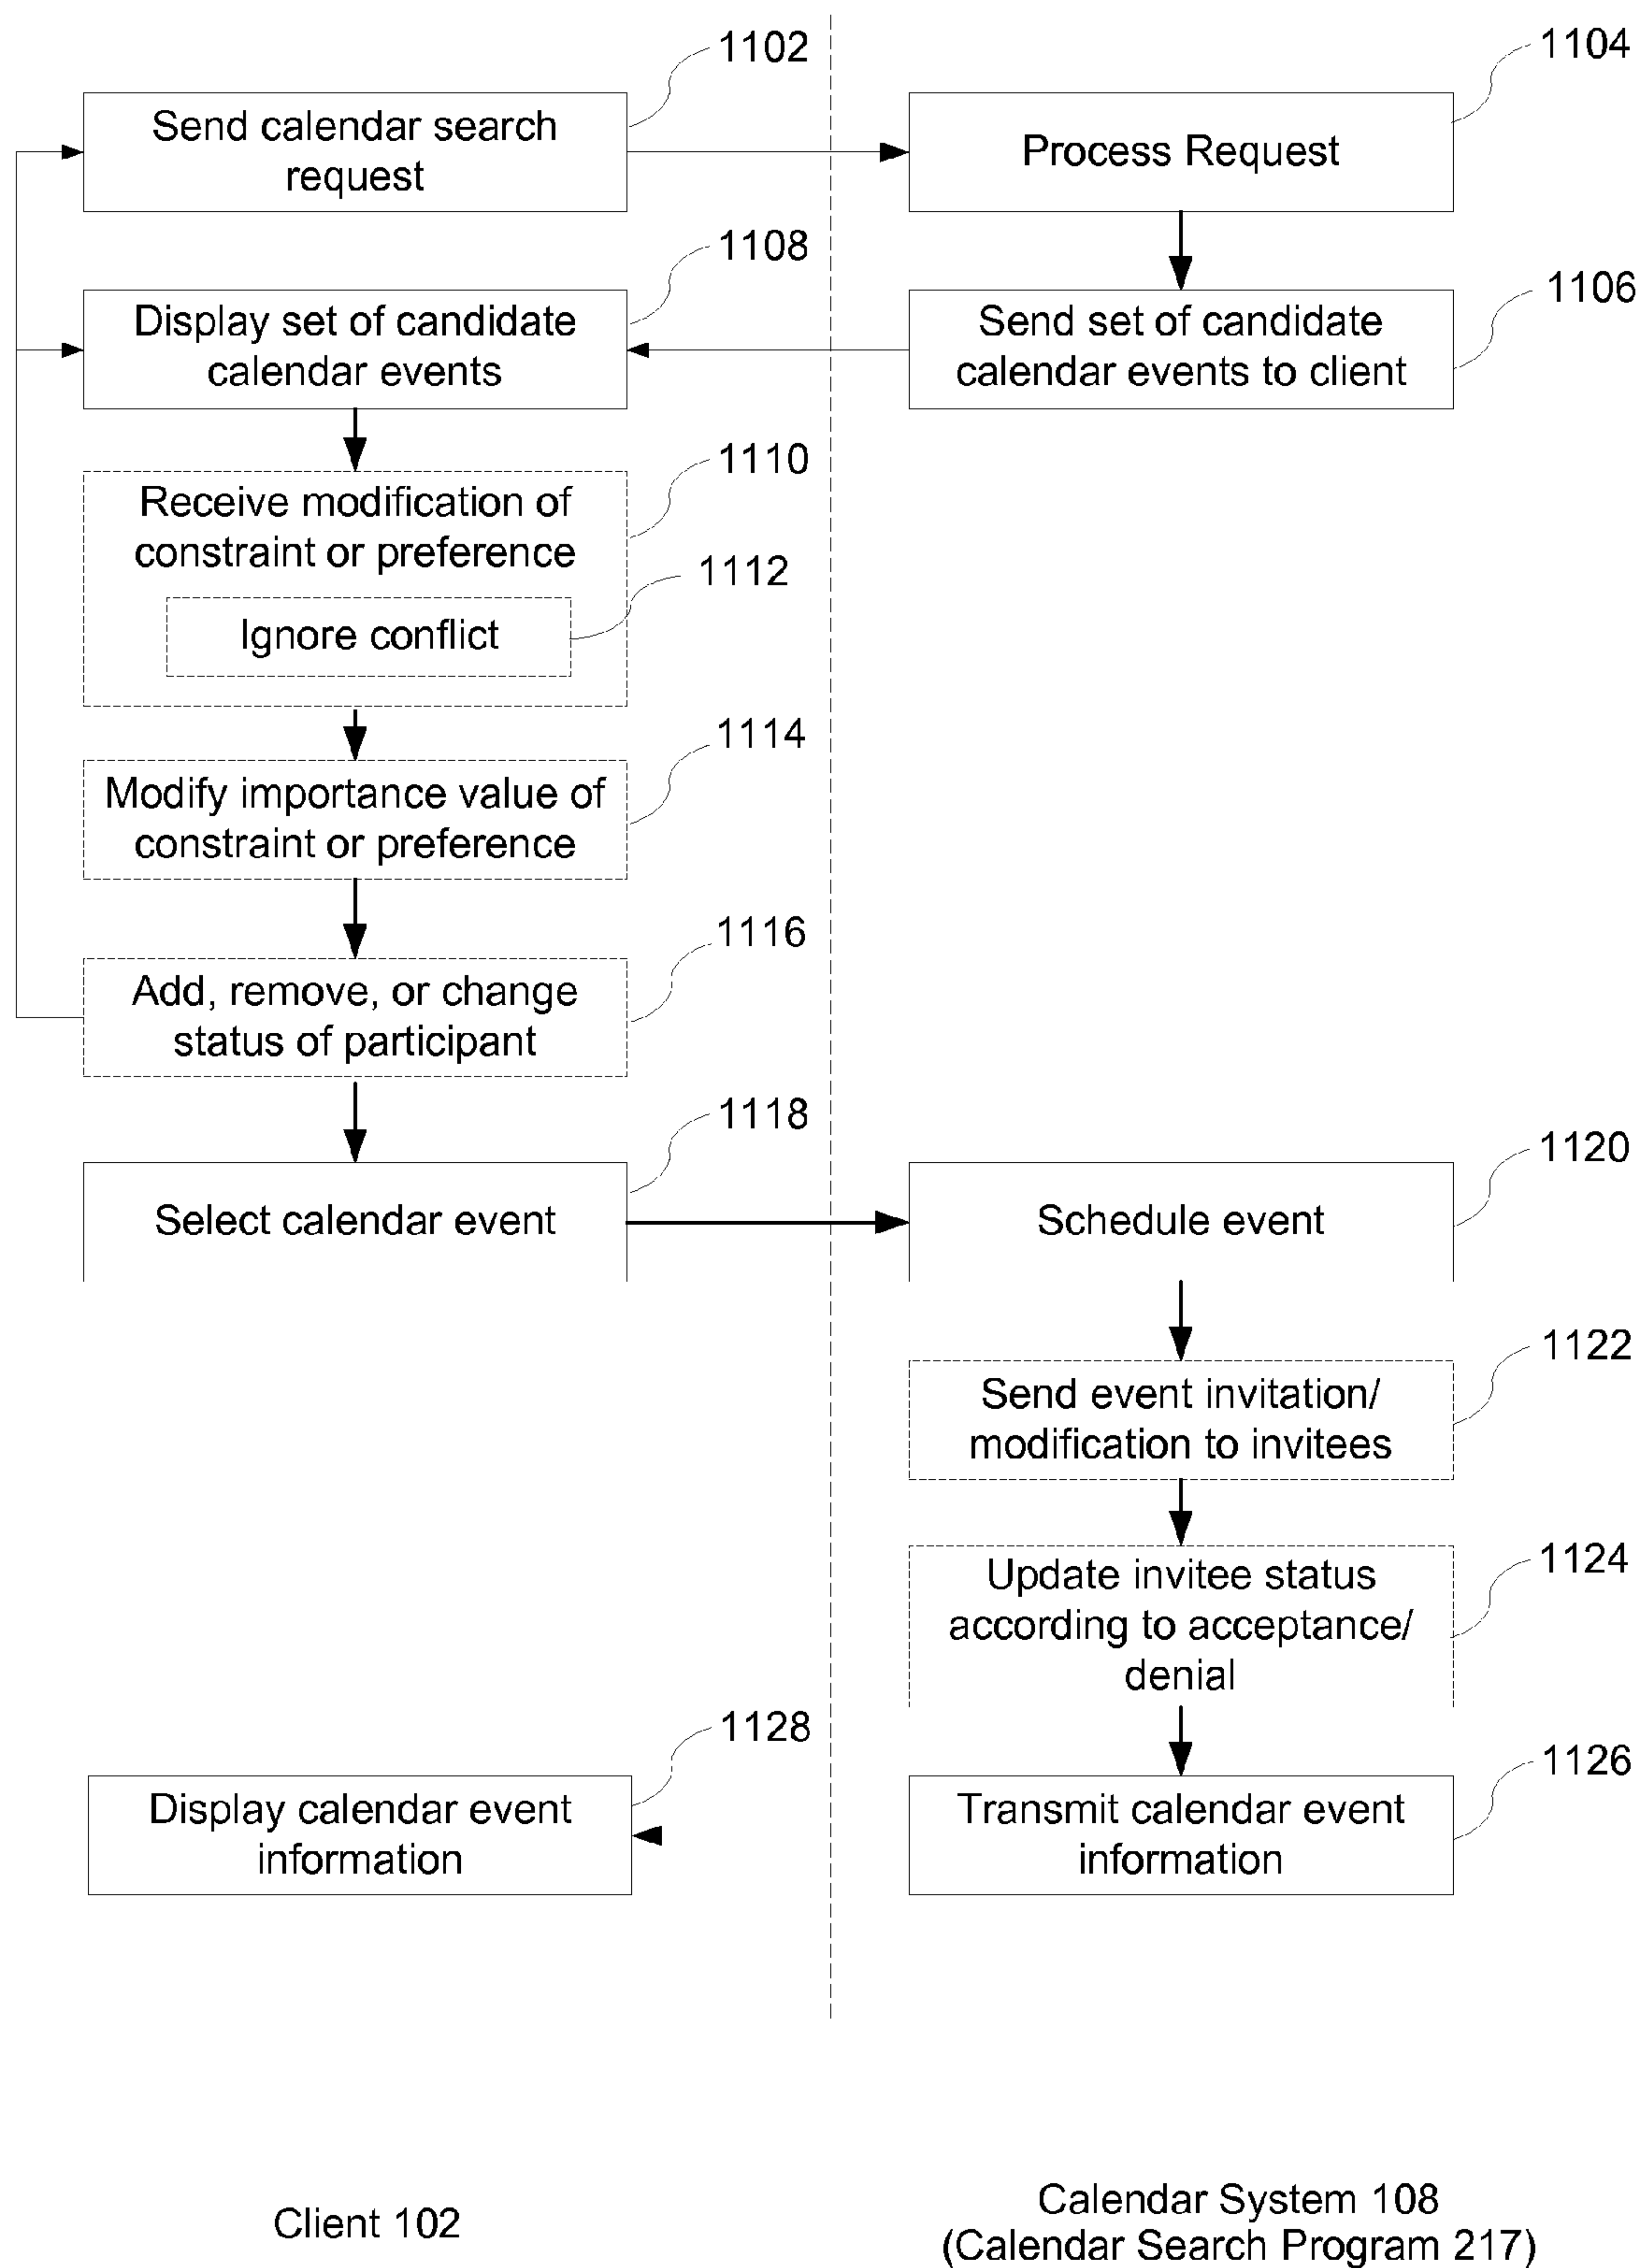 1102
Send calendar search
request
1104
Process Request
1108
Display set of candidate
calendar events
1106
Send set of candidate
calendar events to client
1110
Receive modification of
constraint or preference
1112
Ignore conflict
1114
Modify importance value of
constraint or preference
1116
Add, remove, or change
status of participant
1118
Select calendar event
1120
Schedule event
1122
Send event invitation/
modification to invitees
1124
Update invitee status
according to acceptance/
denial
1128
Display calendar event
information
1126
Transmit calendar event
information
Client 102
Calendar System 108
(Calendar Search Program 217)